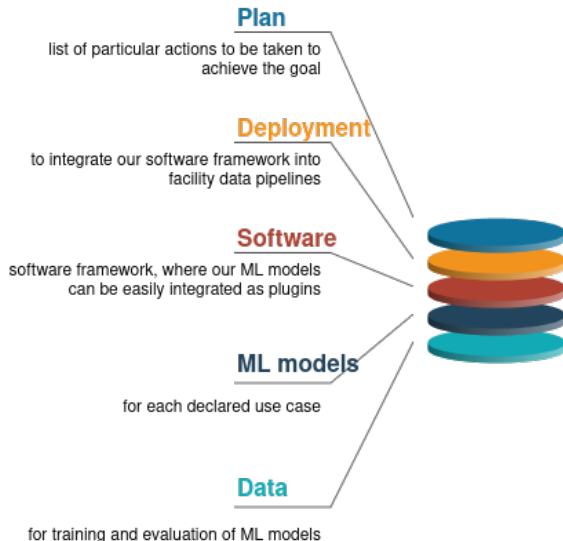 Plan
list of particular actions to be taken to
achieve the goal
Deployment
to integrate our software framework into
facility data pipelines
Software
software framework, where our ML models
can be easily integrated as plugins
ML models
for each declared use case
Data
for training and evaluation of ML models